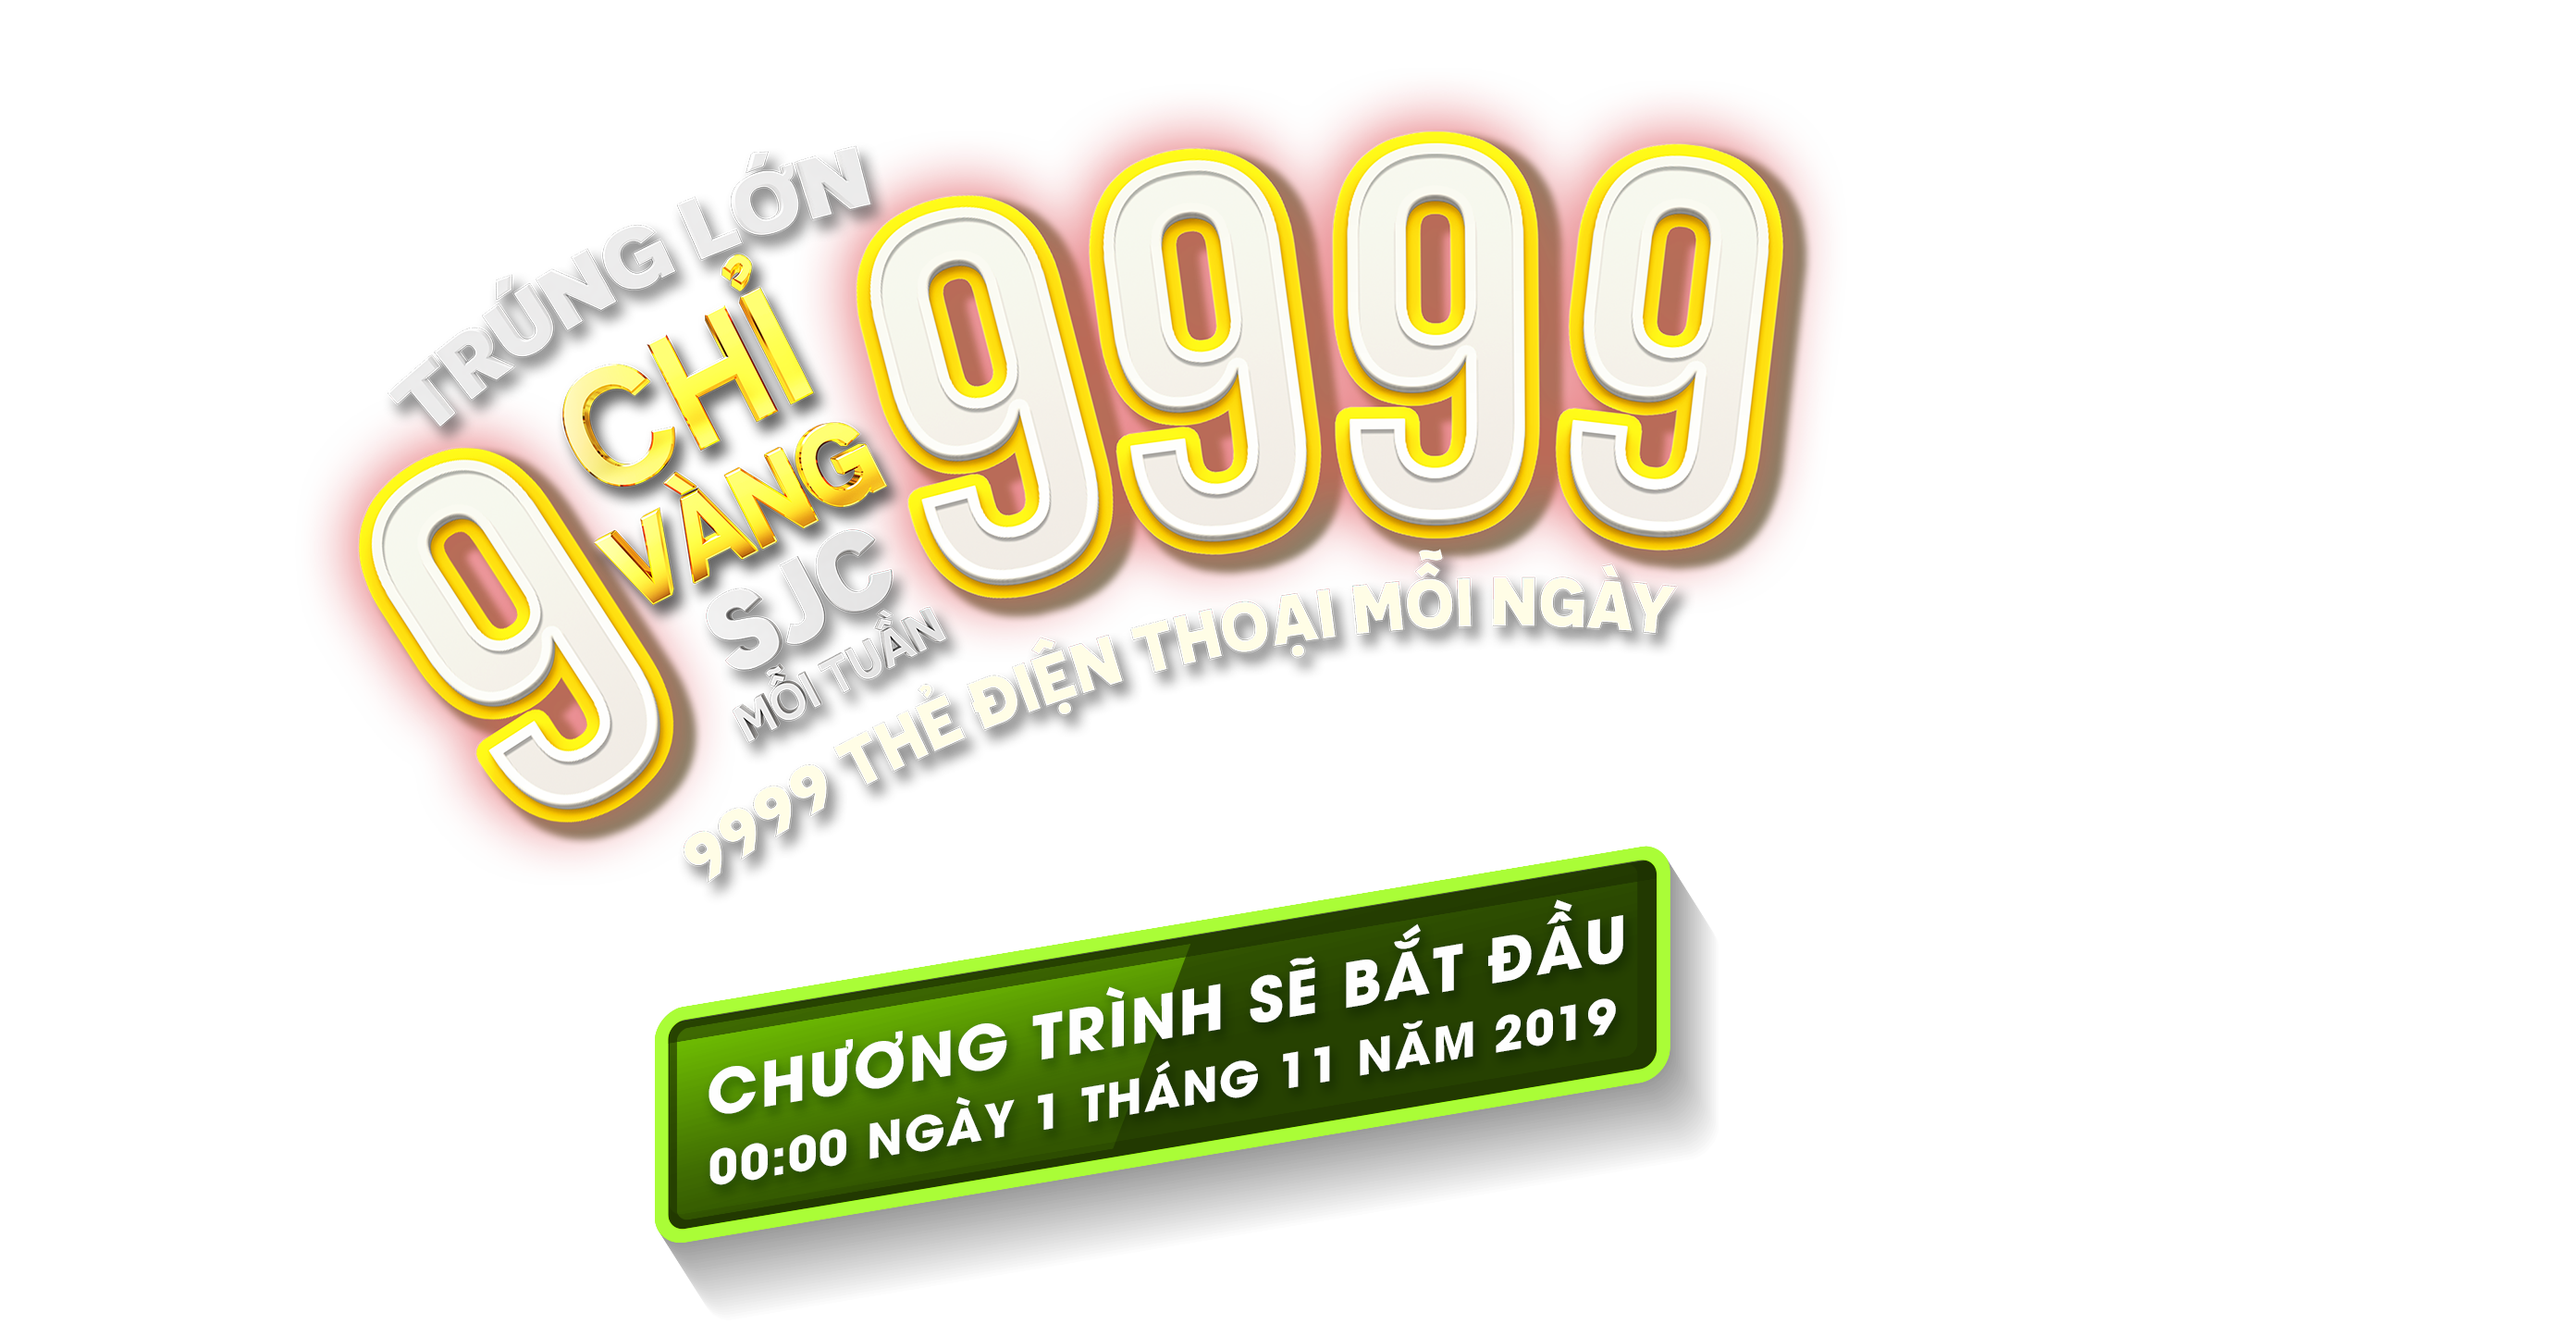 TRÚNG LỚN
9 CHỈ VÀNG SJC 9999
MỖI TUẦN
9999 THẺ ĐIỆN THOẠI MỖI NGÀY
CHƯƠNG TRÌNH SẼ BẮT ĐẦU
00:00 NGÀY 1 THÁNG 11 NĂM 2019